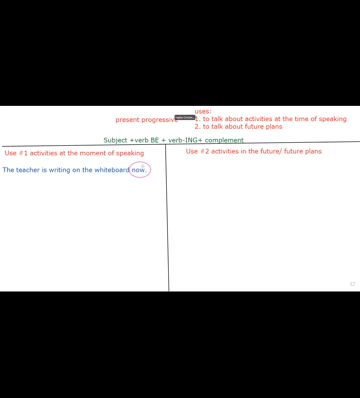 uses:
present progressive
1. to talk about activities at the time of speaking
2. to talk about future plans
Subject +verb BE + verb-ING+ complement
Use #1 activities at the moment of speaking
Use #2 activities in the future/ future plans
The teacher is writing on the whiteboard now.